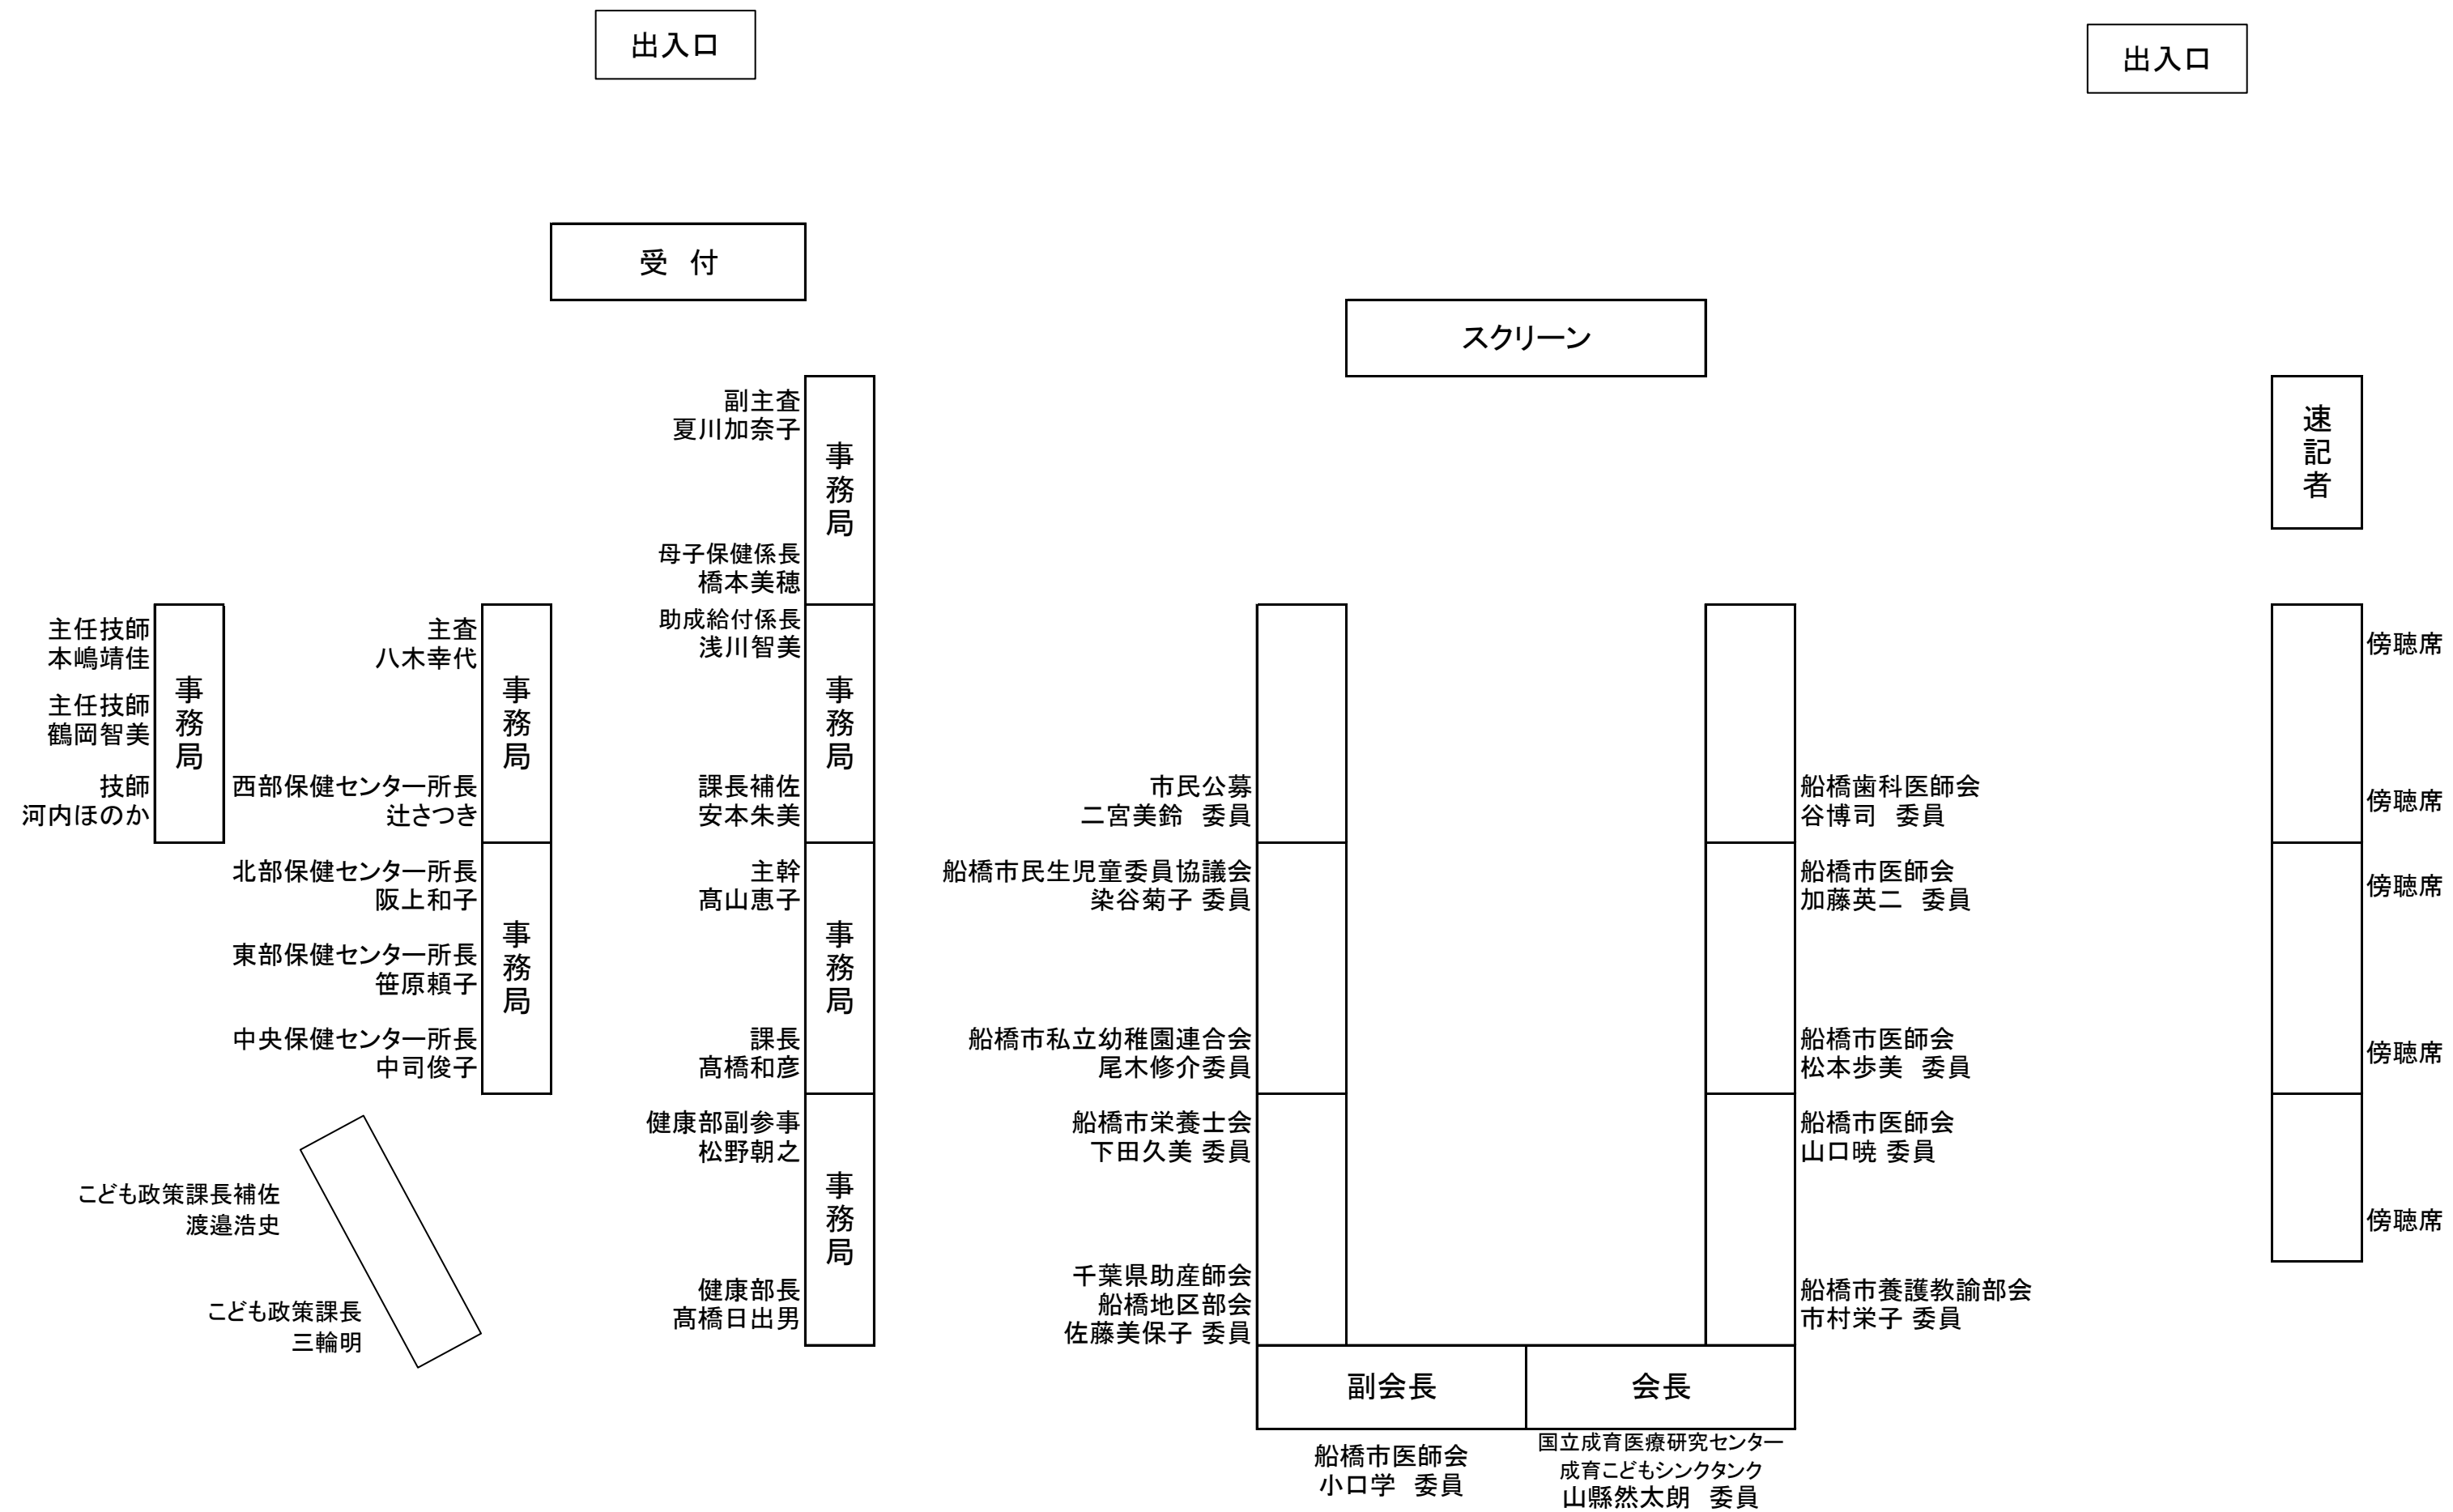 出入口
出入口
受　付
スクリーン
副主査
夏川加奈子
事務局
母子保健係長
橋本美穂
速記者
主任技師
本嶋靖佳
主任技師
鶴岡智美
技師
河内ほのか
事務局
主査
八木幸代
西部保健センター所長
辻さつき
事務局
北部保健センター所長
阪上和子
東部保健センター所長
笹原頼子
中央保健センター所長
中司俊子
事務局
助成給付係長
浅川智美
課長補佐
安本朱美
事務局
主幹
髙山恵子
課長
髙橋和彦
事務局
健康部副参事
松野朝之
健康部長
髙橋日出男
事務局
こども政策課長補佐
渡邉浩史
こども政策課長
三輪明
市民公募
二宮美鈴　委員
船橋市民生児童委員協議会
染谷菊子 委員
船橋市私立幼稚園連合会
尾木修介委員
船橋市栄養士会
下田久美 委員
千葉県助産師会
船橋地区部会
佐藤美保子 委員
船橋歯科医師会
谷博司　委員
船橋市医師会
加藤英二　委員
船橋市医師会
松本歩美　委員
船橋市医師会
山口暁 委員
船橋市養護教諭部会
市村栄子 委員
傍聴席
傍聴席
傍聴席
傍聴席
傍聴席
副会長
会長
船橋市医師会
小口学　委員
国立成育医療研究センター
成育こどもシンクタンク
山縣然太朗　委員